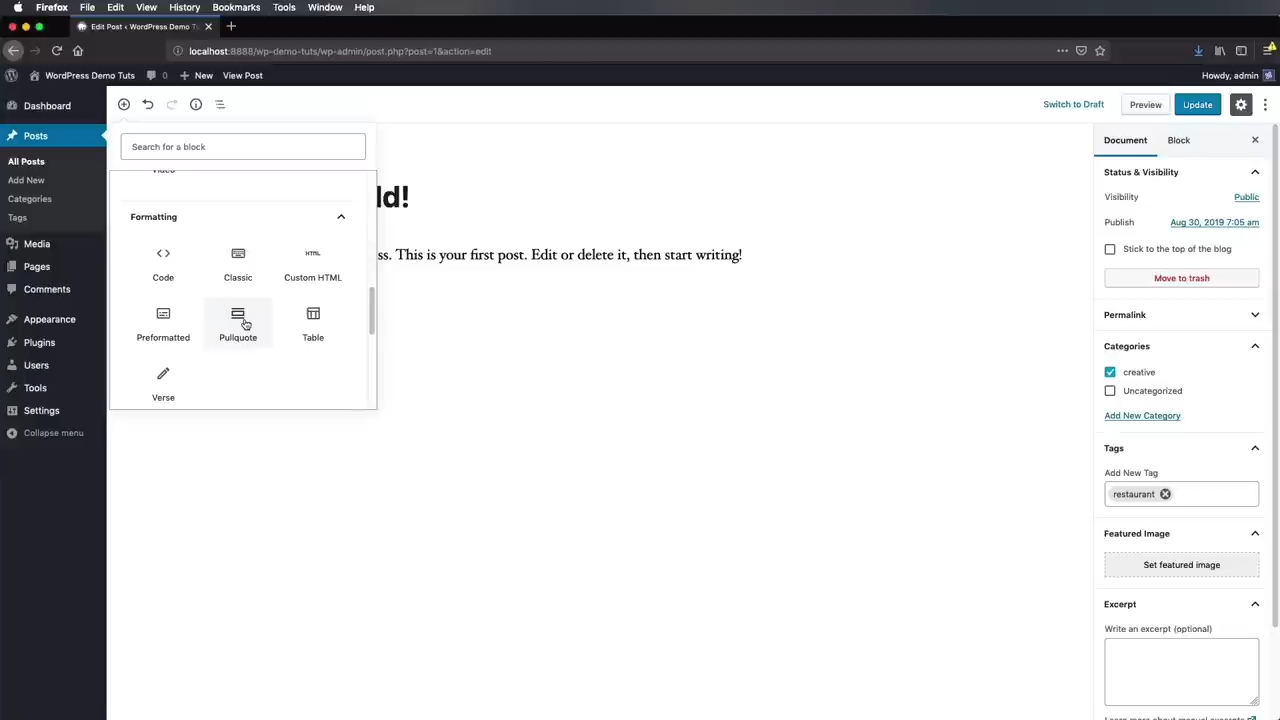 Firefox File Edit View History Bookmarks Tools Window Help
Edit Post ‹ WordPress Demo T
localhost:8888/wp-demo-tuts/wp-admin/post.php?post=1&action=edit
WordPress Demo Tuts 0 New View Post Howdy, admin
Dashboard
Posts
All Posts
Add New
Categories
Tags
Media
Pages
Comments
Appearance
Plugins
Users
Tools
Settings
Collapse menu
Switch to Draft Preview Update
Search for a block
Video
Formatting
Code Classic Custom HTML
HTML
Preformatted Pullquote Table
Verse
ld!
ss. This is your first post. Edit or delete it, then start writing!
Document Block
Status & Visibility
Visibility Public
Publish Aug 30, 2019 7:05 am
Stick to the top of the blog
Move to trash
Permalink
Categories
creative
Uncategorized
Add New Category
Tags
Add New Tag
restaurant
Featured Image
Set featured image
Excerpt
Write an excerpt (optional)
Learn more about manual excerpts